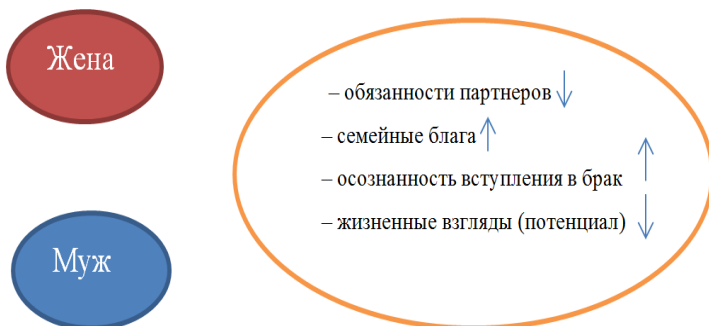 Жена
– обязанности партнеров
– семейные блага
– осознанность вступления в брак
– жизненные взгляды (потенциал)
Муж